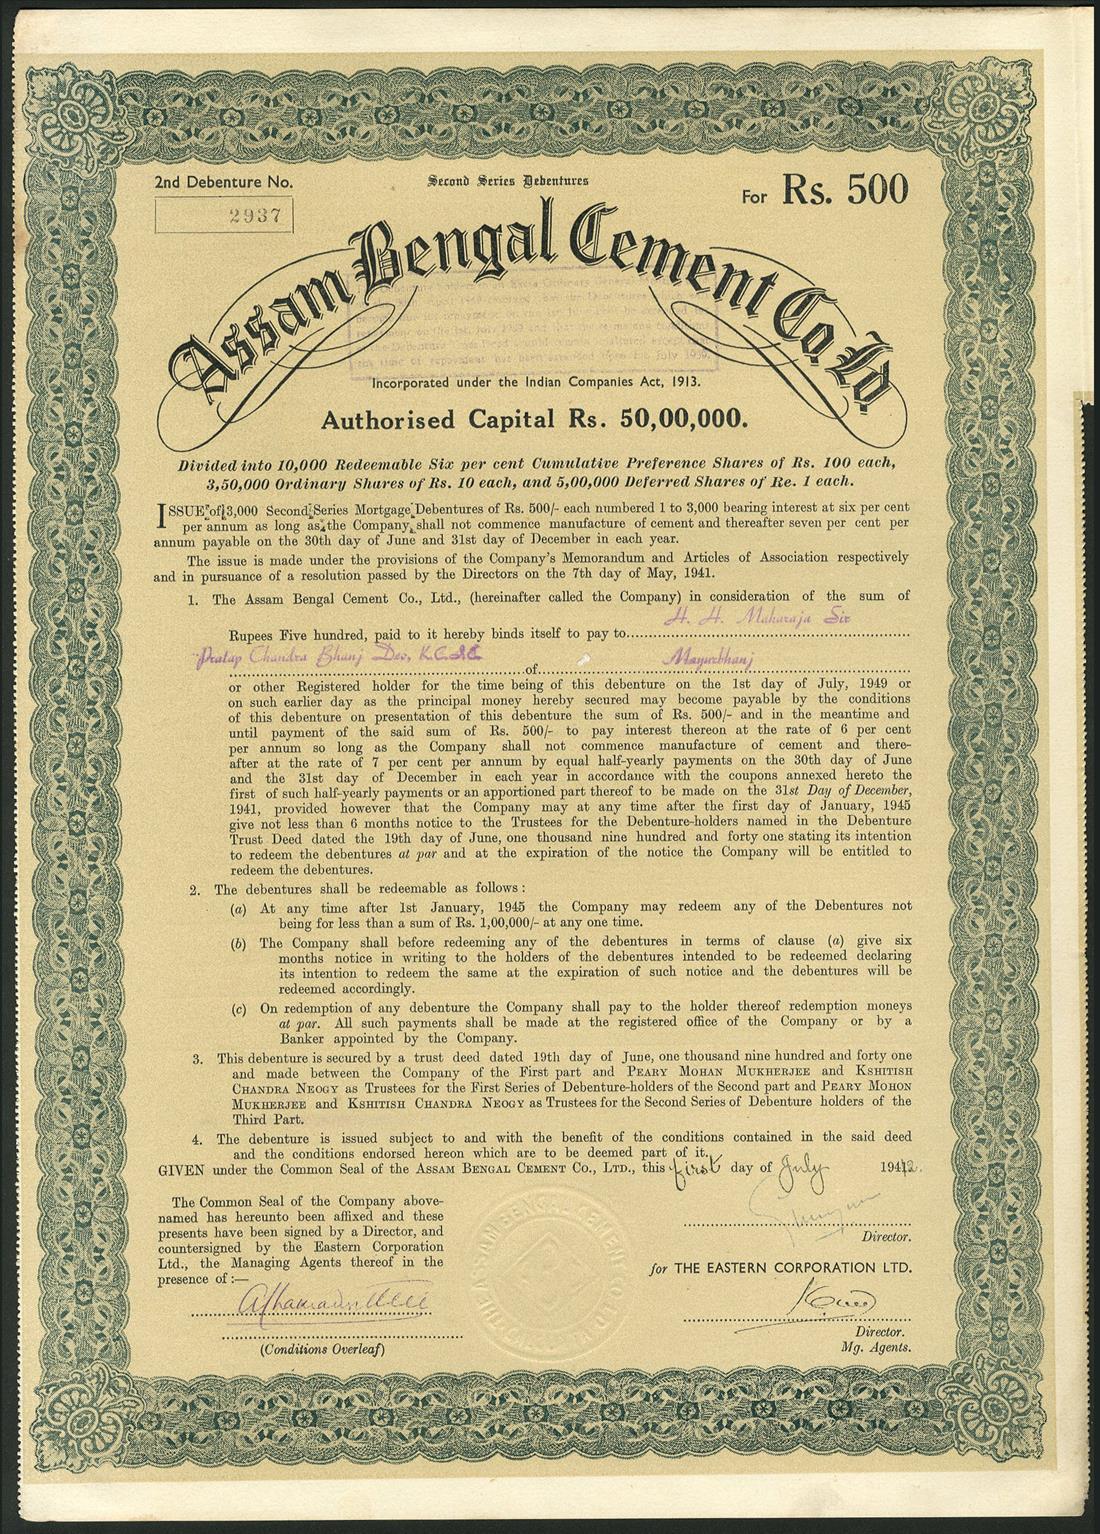 2nd Debenture No.
2937
Second Series Debentures
For Rs. 500
Assam Bengal Cement Co. Ld.
Incorporated under the Indian Companies Act, 1913.
Authorised Capital Rs. 50,00,000.
Divided into 10,000 Redeemable Six per cent Cumulative Preference Shares of Rs. 100 each,
3,50,000 Ordinary Shares of Rs. 10 each, and 5,00,000 Deferred Shares of Re. 1 each.
ISSUE of 3,000 Second Series Mortgage Debentures of Rs. 500/- each numbered 1 to 3,000 bearing interest at six per cent
per annum as long as the Company shall not commence manufacture of cement and thereafter seven per cent per
annum payable on the 30th day of June and 31st day of December in each year.
The issue is made under the provisions of the Company's Memorandum and Articles of Association respectively
and in pursuance of a resolution passed by the Directors on the 7th day of May, 1941.
1. The Assam Bengal Cement Co., Ltd., (hereinafter called the Company) in consideration of the sum of
Rupees Five hundred, paid to it hereby binds itself to pay to H. H. Maharaja Sir
Pratap Chandra Bhanj Deo, K.C.I.E. of Mayurbhanj
or other Registered holder for the time being of this debenture on the 1st day of July, 1949 or
on such earlier day as the principal money hereby secured may become payable by the conditions
of this debenture on presentation of this debenture the sum of Rs. 500/- and in the meantime and
until payment of the said sum of Rs. 500/- to pay interest thereon at the rate of 6 per cent
per annum so long as the Company shall not commence manufacture of cement and there-
after at the rate of 7 per cent per annum by equal half-yearly payments on the 30th day of June
and the 31st day of December in each year in accordance with the coupons annexed hereto the
first of such half-yearly payments or an apportioned part thereof to be made on the 31st Day of December,
1941, provided however that the Company may at any time after the first day of January, 1945
give not less than 6 months notice to the Trustees for the Debenture-holders named in the Debenture
Trust Deed dated the 19th day of June, one thousand nine hundred and forty one stating its intention
to redeem the debentures at par and at the expiration of the notice the Company will be entitled to
redeem the debentures.
2. The debentures shall be redeemable as follows :
(a) At any time after 1st January, 1945 the Company may redeem any of the Debentures not
being for less than a sum of Rs. 1,00,000/- at any one time.
(b) The Company shall before redeeming any of the debentures in terms of clause (a) give six
months notice in writing to the holders of the debentures intended to be redeemed declaring
its intention to redeem the same at the expiration of such notice and the debentures will be
redeemed accordingly.
(c) On redemption of any debenture the Company shall pay to the holder thereof redemption moneys
at par. All such payments shall be made at the registered office of the Company or by a
Banker appointed by the Company.
3. This debenture is secured by a trust deed dated 19th day of June, one thousand nine hundred and forty one
and made between the Company of the First part and PEARY MOHAN MUKHERJEE and KSHITISH
CHANDRA NEOGY as Trustees for the First Series of Debenture-holders of the Second part and PEARY MOHON
MUKHERJEE and KSHITISH CHANDRA NEOGY as Trustees for the Second Series of Debenture holders of the
Third Part.
4. The debenture is issued subject to and with the benefit of the conditions contained in the said deed
and the conditions endorsed hereon which are to be deemed part of it.
GIVEN under the Common Seal of the ASSAM BENGAL CEMENT CO., LTD., this first day of July 1942.
The Common Seal of the Company above-
named has hereunto been affixed and these
presents have been signed by a Director, and
countersigned by the Eastern Corporation
Ltd., the Managing Agents thereof in the
presence of :—
(Conditions Overleaf)
Director.
for THE EASTERN CORPORATION LTD.
Director.
Mg. Agents.